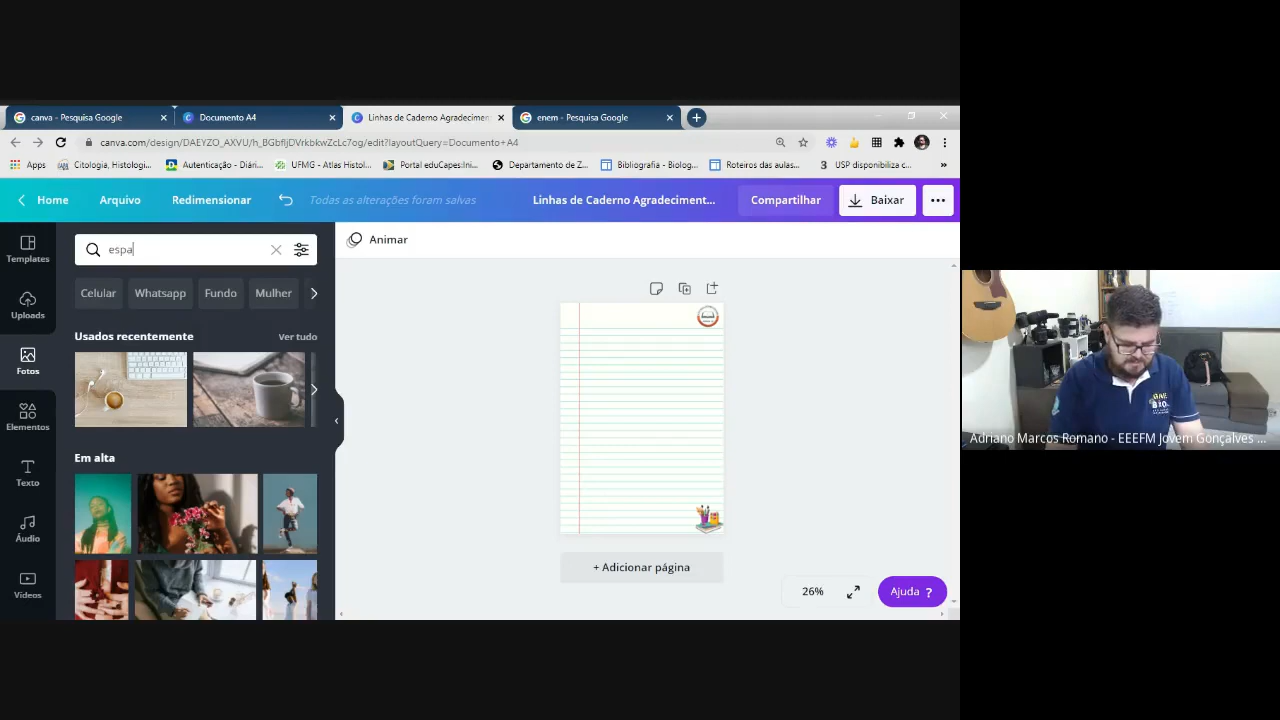 canva - Pesquisa Google
Documento A4
Linhas de Caderno Agradecimen
enem - Pesquisa Google
canva.com/design/DAEYZO_AXVU/h_BGbfljDVrkbkwZcLc7og/edit?layoutQuery=Documento+A4
Apps
Citologia, Histologi...
Autenticação - Diári...
UFMG - Atlas Histol...
Portal eduCapes:Ini...
Departamento de Z...
Bibliografia - Biolog...
Roteiros das aulas...
3 USP disponibiliza c...
»
Home
Arquivo
Redimensionar
Todas as alterações foram salvas
Linhas de Caderno Agradeciment...
Compartilhar
Baixar
Templates
Uploads
Fotos
Elementos
Texto
Áudio
Vídeos
espa
Celular
Whatsapp
Fundo
Mulher
Usados recentemente
Ver tudo
Em alta
Animar
+ Adicionar página
26%
Ajuda ?
Adriano Marcos Romano - EEEFM Jovem Gonçalves ...